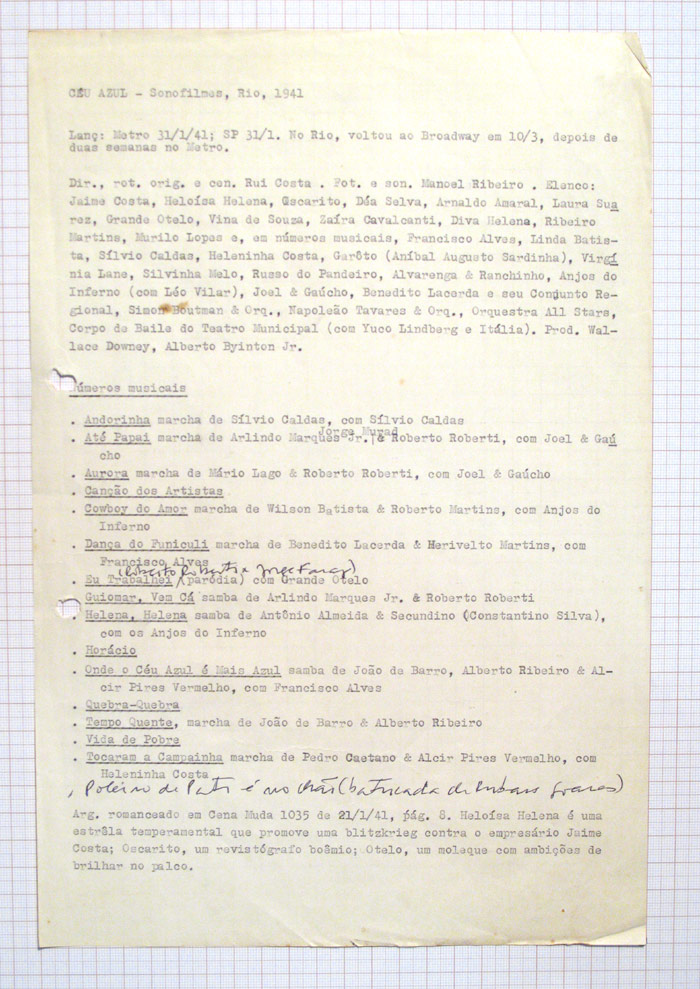 CÉU AZUL - Sonofilmes, Rio, 1941
Lanç: Metro 31/1/41; SP 31/1. No Rio, voltou ao Broadway em 10/3, depois de
duas semanas no Metro.
Dir., rot. orig. e cen. Rui Costa . Fot. e son. Manoel Ribeiro . Elenco:
Jaime Costa, Heloísa Helena, Oscarito, Déa Selva, Arnaldo Amaral, Laura Sua
rez, Grande Otelo, Vina de Souza, Zaíra Cavalcanti, Diva Helena, Ribeiro
Martins, Murilo Lopes e, em números musicais, Francisco Alves, Linda Batis-
ta, Sílvio Caldas, Heleninha Costa, Garôto (Aníbal Augusto Sardinha), Virgí
nia Lane, Silvinha Melo, Russo do Pandeiro, Alvarenga & Ranchinho, Anjos do
Inferno (com Léo Vilar), Joel & Gaúcho, Benedito Lacerda e seu Conjunto Re-
gional, Simon Boutman & Orq., Napoleão Tavares & Orq., Orquestra All Stars,
Corpo de Baile do Teatro Municipal (com Yuco Lindberg e Itália). Prod. Wal-
lace Downey, Alberto Byinton Jr.
úmeros musicais
. Andorinha marcha de Sílvio Caldas, com Sílvio Caldas
Jorge Murad
. Até Papai marcha de Arlindo Marques Jr. & Roberto Roberti, com Joel & Gaú
cho
. Aurora marcha de Mário Lago & Roberto Roberti, com Joel & Gaúcho
. Canção dos Artistas
. Cowboy do Amor marcha de Wilson Batista & Roberto Martins, com Anjos do
Inferno
. Dança do Funiculi marcha de Benedito Lacerda & Herivelto Martins, com
Francisco Alves
(Roberto Roberti e Jorge Faraj)
. Eu Trabalhei (paródia) com Grande Otelo
. Guiomar, Vem Cá samba de Arlindo Marques Jr. & Roberto Roberti
. Helena, Helena samba de Antônio Almeida & Secundino (Constantino Silva),
com os Anjos do Inferno
. Horácio
. Onde o Céu Azul é Mais Azul samba de João de Barro, Alberto Ribeiro & Al-
cir Pires Vermelho, com Francisco Alves
. Quebra-Quebra
. Tempo Quente, marcha de João de Barro & Alberto Ribeiro
. Vida de Pobre
. Tocaram a Campainha marcha de Pedro Caetano & Alcir Pires Vermelho, com
Heleninha Costa
. Poleiro de Pato é no chão (batucada de Rubens Soares)
Arg. romanceado em Cena Muda 1035 de 21/1/41, pág. 8. Heloísa Helena é uma
estrêla temperamental que promove uma blitzkrieg contra o empresário Jaime
Costa; Oscarito, um revistógrafo boêmio; Otelo, um moleque com ambições de
brilhar no palco.